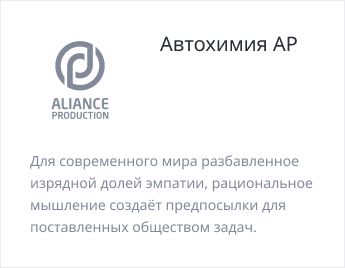 Автохимия АР
ALIANCE
PRODUCTION
Для современного мира разбавленное
изрядной долей эмпатии, рациональное
мышление создаёт предпосылки для
поставленных обществом задач.